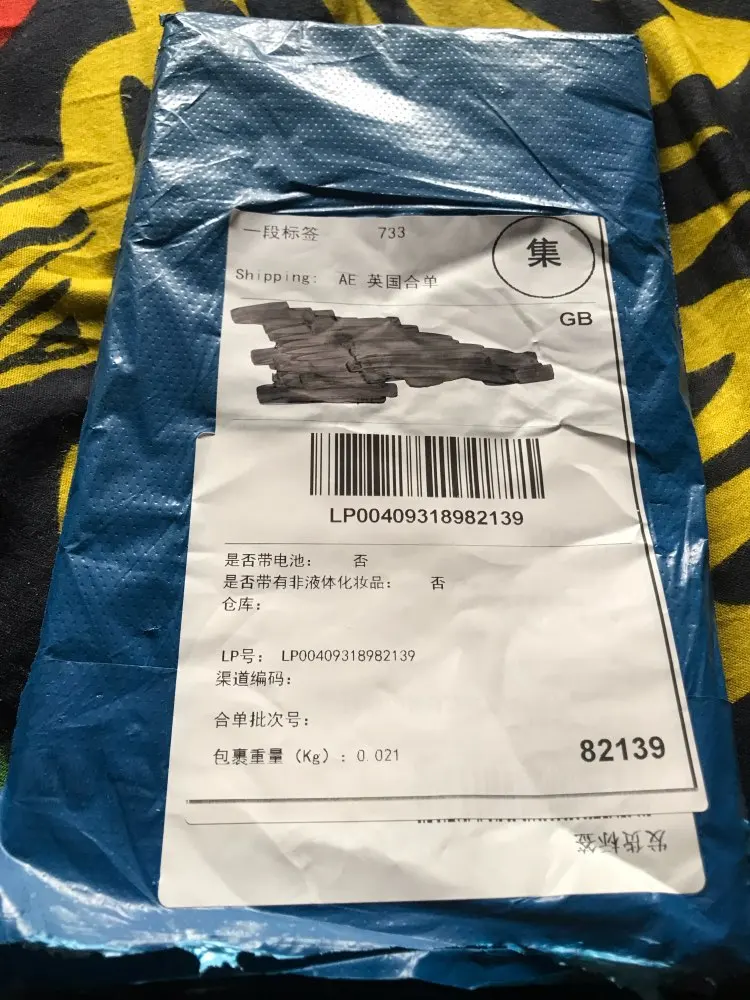 一段标签 733
集
Shipping: AE 英国合单
GB
LP00409318982139
是否带电池： 否
是否带有非液体化妆品： 否
仓库：
LP号： LP00409318982139
渠道编码：
合单批次号：
包裹重量（Kg）：0.021
82139
发货标签